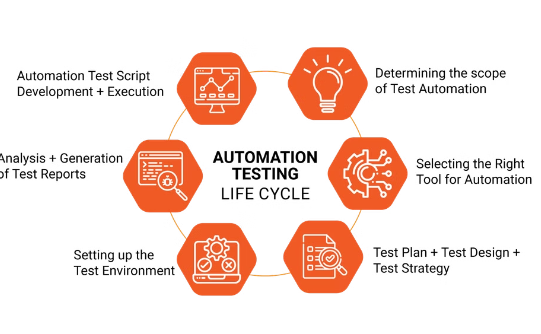 Automation Test Script
Development + Execution
Determining the scope
of Test Automation
Analysis + Generation
of Test Reports
AUTOMATION
TESTING
LIFE CYCLE
Selecting the Right
Tool for Automation
Setting up the
Test Environment
Test Plan + Test Design +
Test Strategy